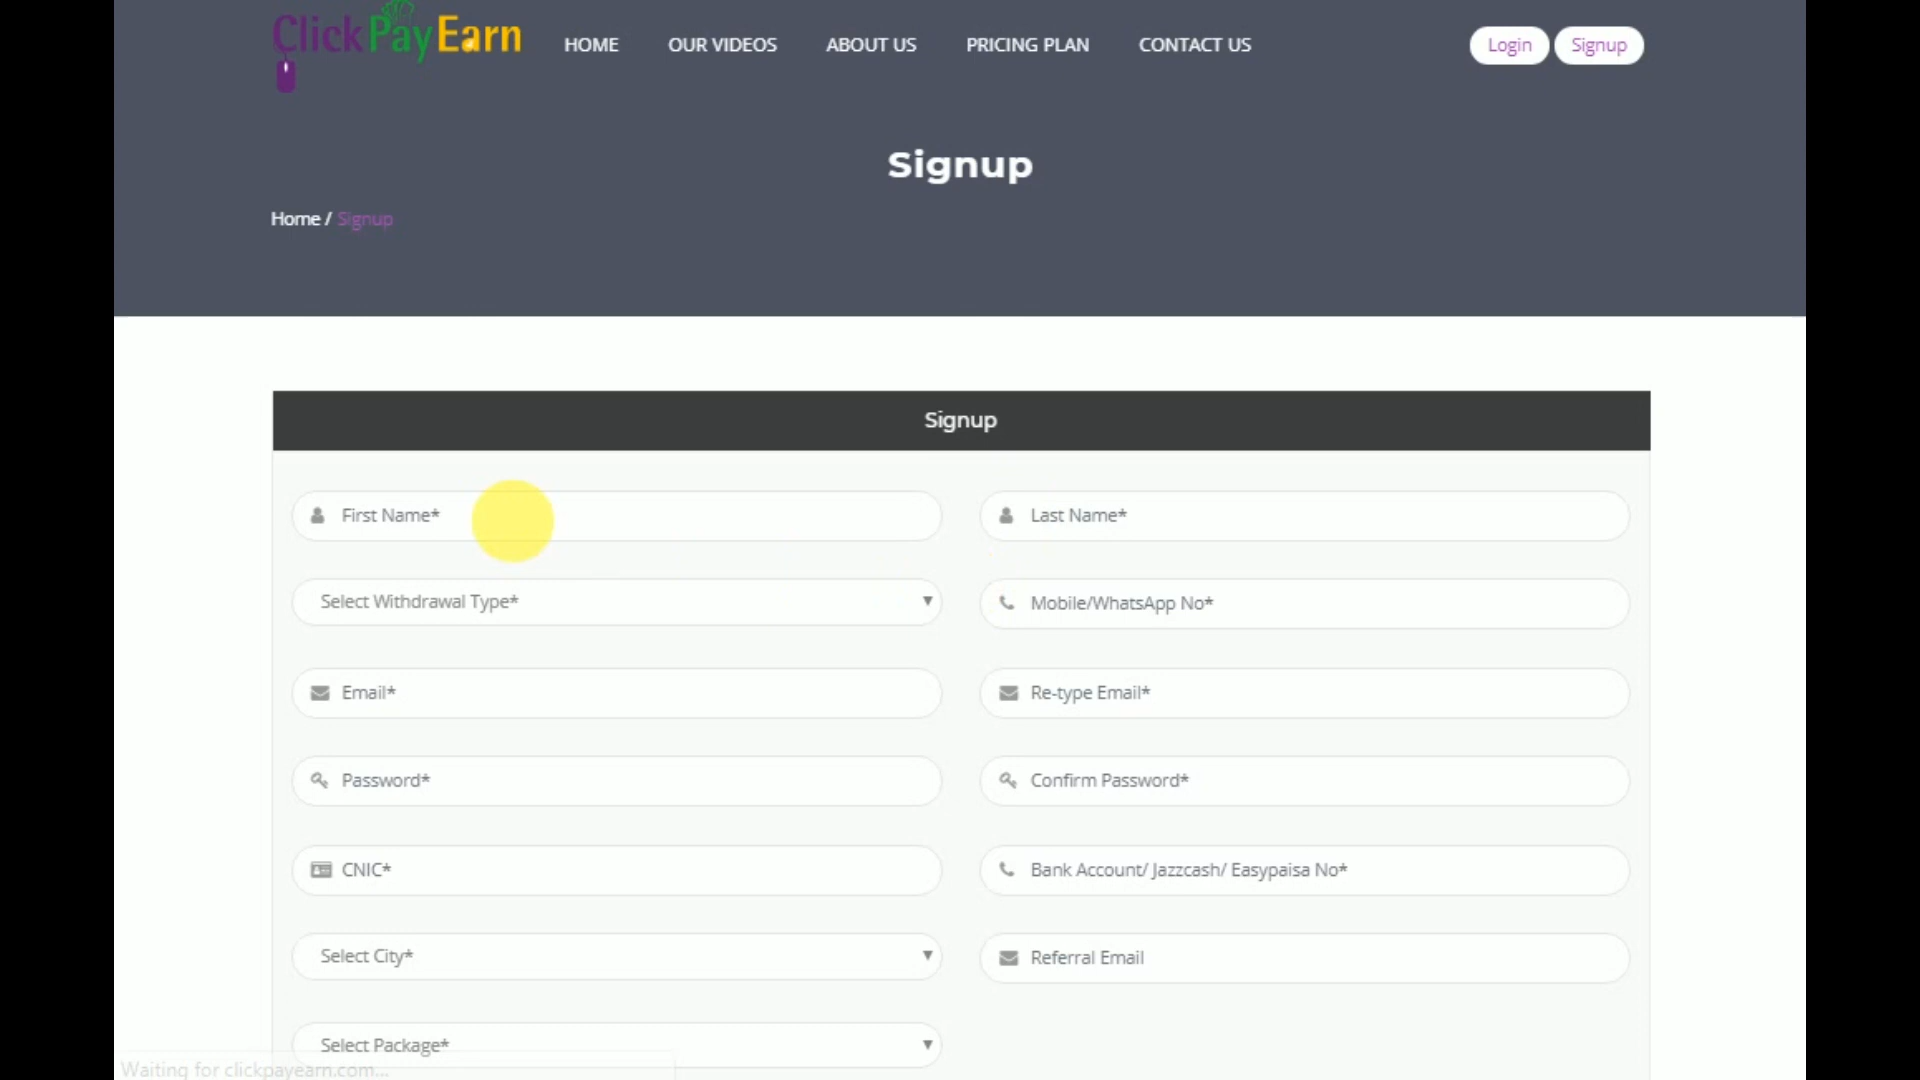 ClickPayEarn
HOME
OUR VIDEOS
ABOUT US
PRICING PLAN
CONTACT US
Login
Signup
Signup
Home / Signup
Signup
First Name*
Last Name*
Select Withdrawal Type*
Mobile/WhatsApp No*
Email*
Re-type Email*
Password*
Confirm Password*
CNIC*
Bank Account/ Jazzcash/ Easypaisa No*
Select City*
Referral Email
Select Package*
Waiting for clickpayearn.com...